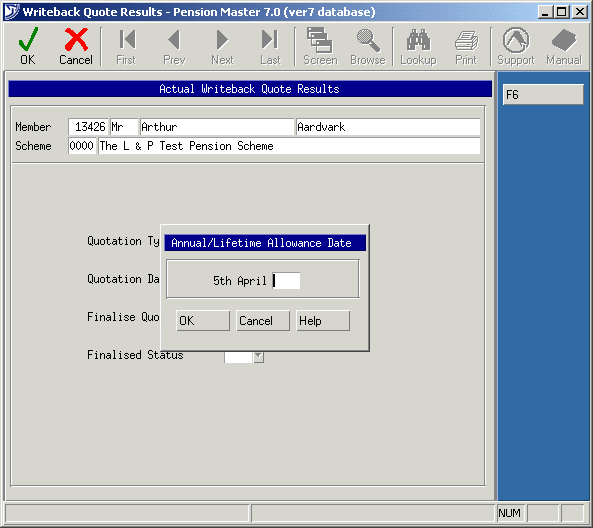 Writeback Quote Results - Pension Master 7.0 (ver7 database)
OK Cancel First Prev Next Last Screen Browse Lookup Print Support Manual
Actual Writeback Quote Results
F6
Member 13426 Mr Arthur Aardvark
Scheme 0000 The L & P Test Pension Scheme
Quotation Ty
Annual/Lifetime Allowance Date
Quotation Da
5th April
Finalise Quo
OK Cancel Help
Finalised Status
NUM